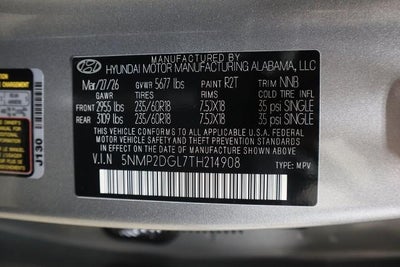 MANUFACTURED BY
HYUNDAI MOTOR MANUFACTURING ALABAMA, LLC
Mar/27/26 GVWR 5677 lbs PAINT R2T TRIM NNB
GAWR TIRES RIMS COLD TIRE INFL.
FRONT 2955 lbs 235/60R18 7.5JX18 35 psi SINGLE
REAR 3109 lbs 235/60R18 7.5JX18 35 psi SINGLE
THIS VEHICLE CONFORMS TO ALL APPLICABLE U.S. FEDERAL
MOTOR VEHICLE SAFETY AND THEFT PREVENTION STANDARDS
IN EFFECT ON THE DATE OF MANUFACTURE SHOWN ABOVE.
V.I.N 5NMP2DGL7TH214908 TYPE: MPV
J130